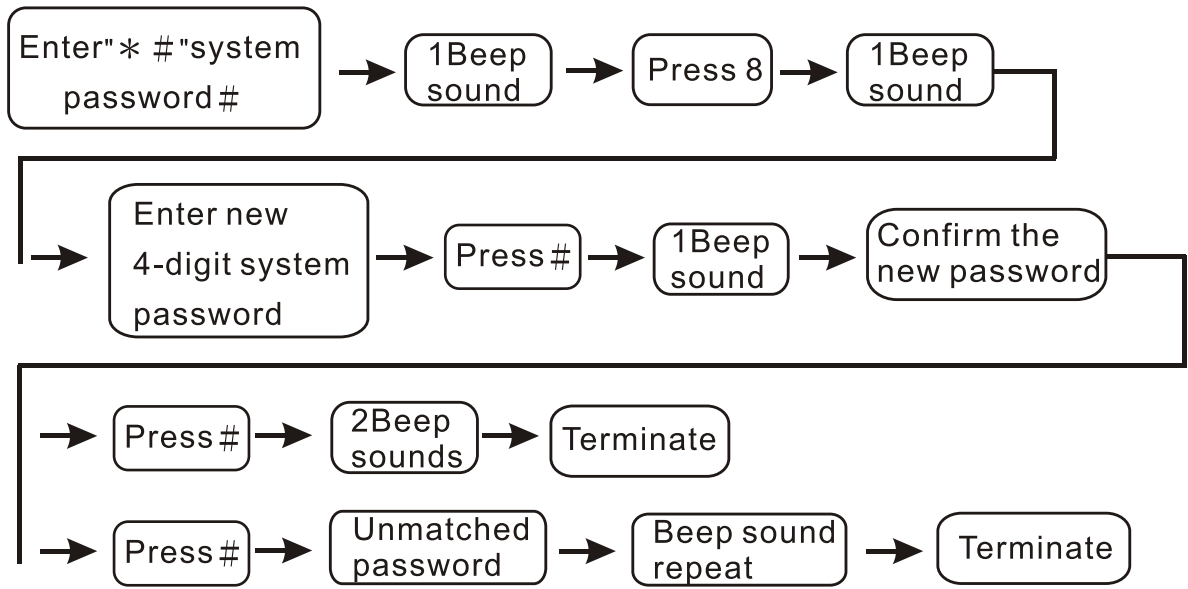 Enter"＊ #"system
password #
1Beep
sound
Press 8
1Beep
sound
Enter new
4-digit system
password
Press #
1Beep
sound
Confirm the
new password
Press #
2Beep
sounds
Terminate
Press #
Unmatched
password
Beep sound
repeat
Terminate